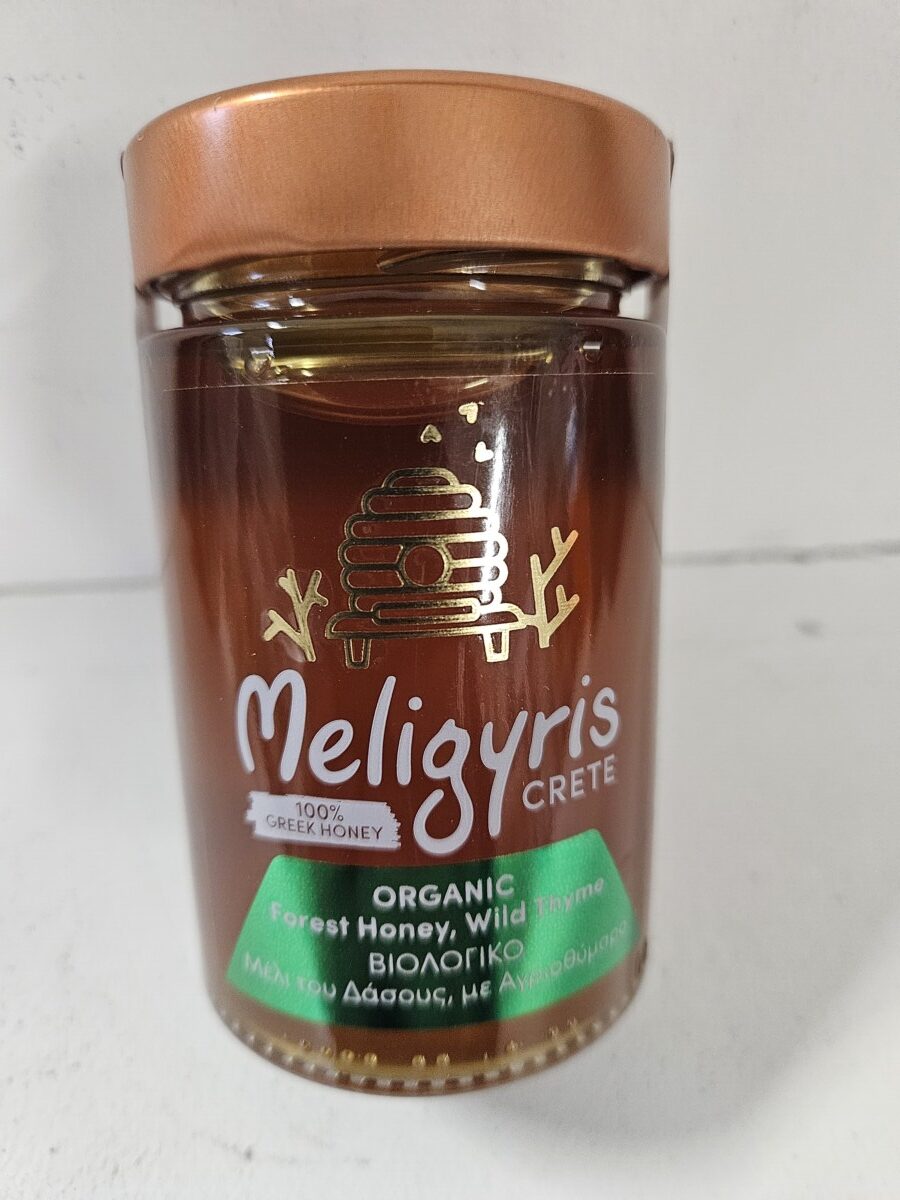 Meligyris
CRETE
100%
GREEK HONEY
ORGANIC
Forest Honey, Wild Thyme
ΒΙΟΛΟΓΙΚΟ
Μέλι του Δάσους, με Αγριοθύμαρο